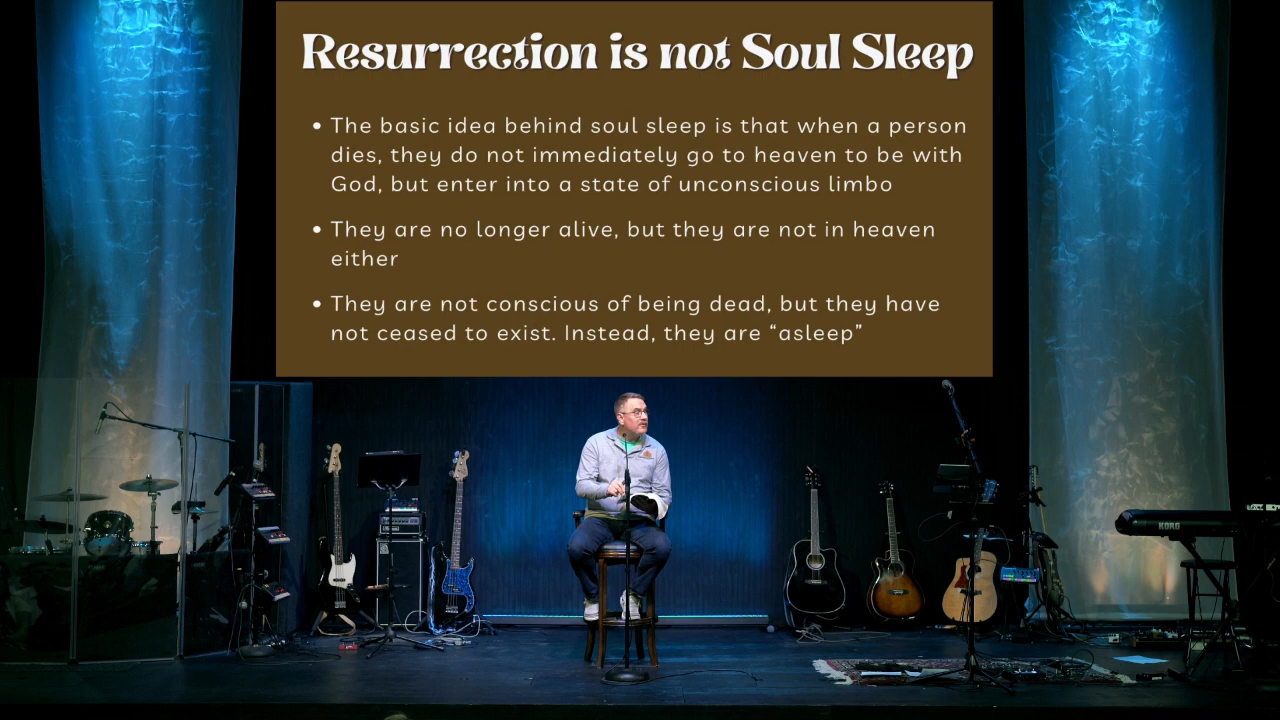 Resurrection is not Soul Sleep
• The basic idea behind soul sleep is that when a person
dies, they do not immediately go to heaven to be with
God, but enter into a state of unconscious limbo
• They are no longer alive, but they are not in heaven
either
• They are not conscious of being dead, but they have
not ceased to exist. Instead, they are “asleep”
KORG